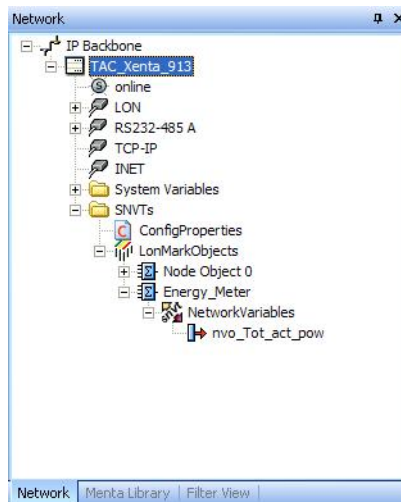 Network
IP Backbone
TAC_Xenta_913
online
LON
RS232-485 A
TCP-IP
INET
System Variables
SNVTs
ConfigProperties
LonMarkObjects
Node Object 0
Energy_Meter
NetworkVariables
nvo_Tot_act_pow
Network Menta Library Filter View